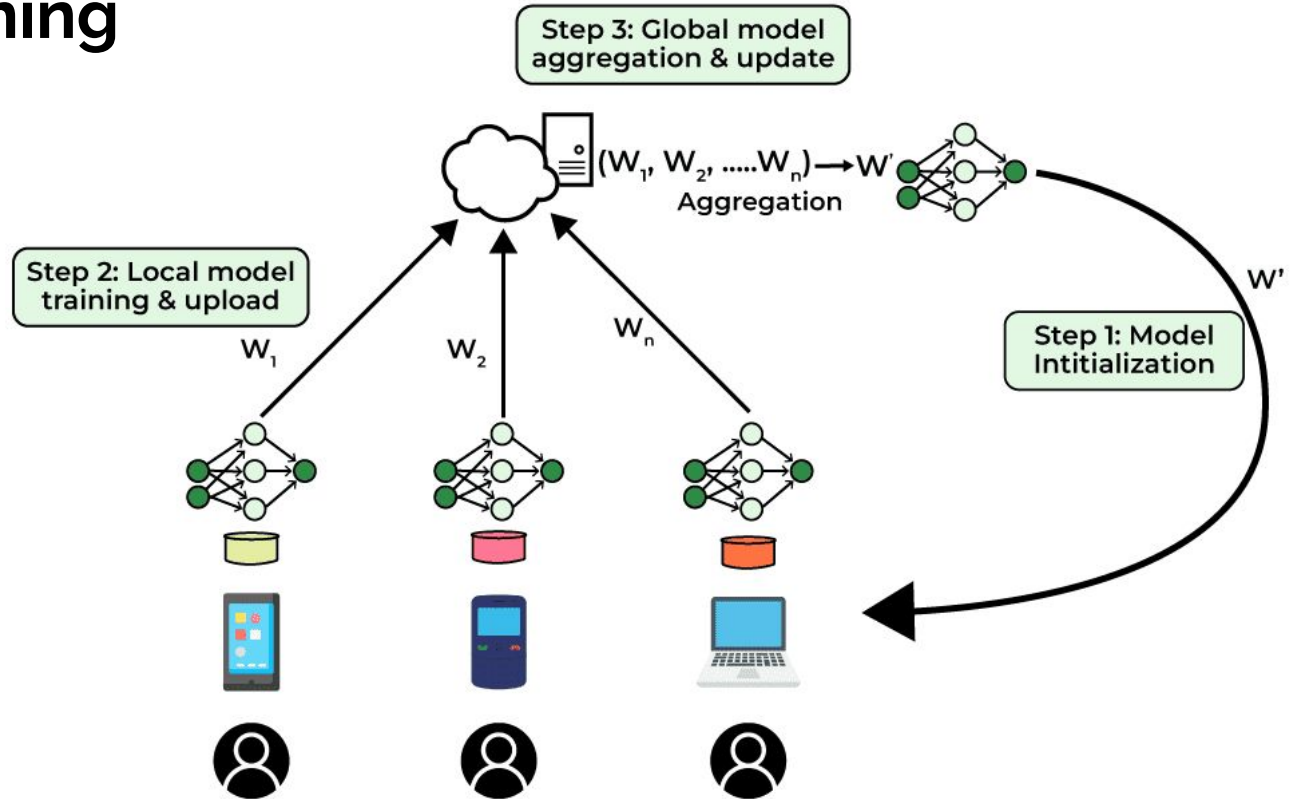 ning
Step 3: Global model
aggregation & update
(W₁, W₂, .....Wₙ) → W'
Aggregation
Step 2: Local model
training & upload
W₁
W₂
Wₙ
W'
Step 1: Model
Intitialization